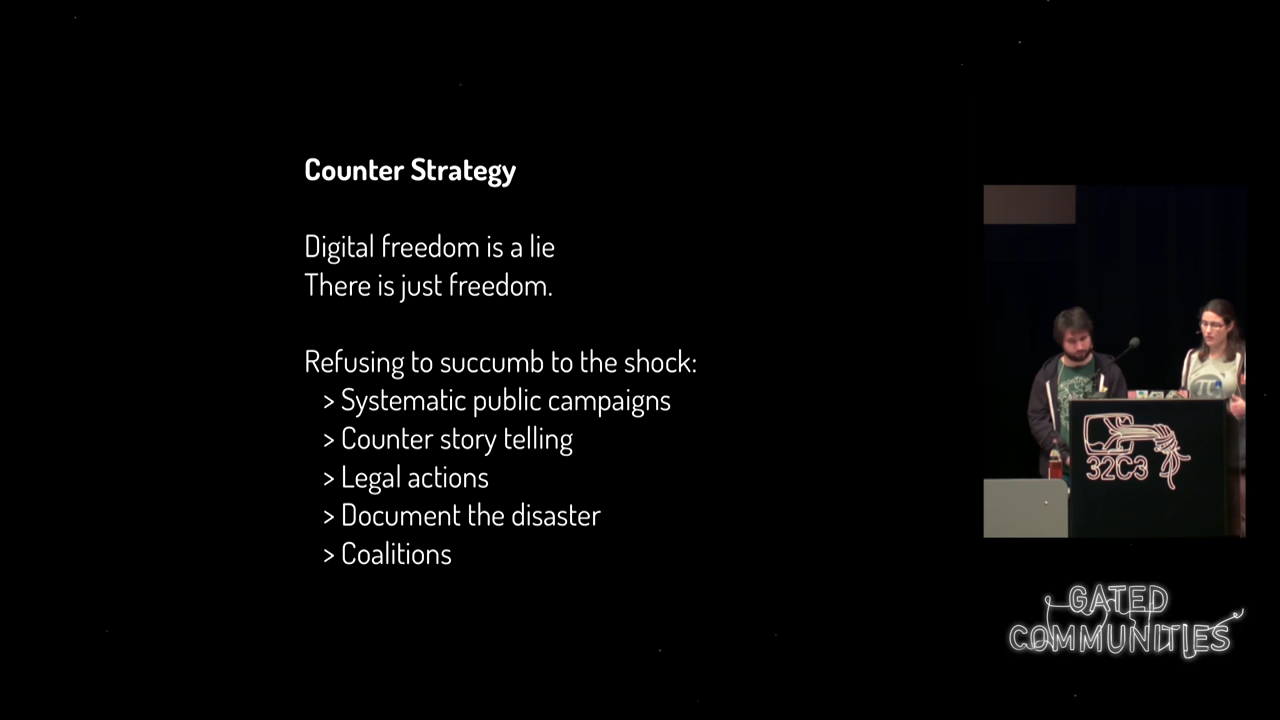 Counter Strategy
Digital freedom is a lie
There is just freedom.
Refusing to succumb to the shock:
> Systematic public campaigns
> Counter story telling
> Legal actions
> Document the disaster
> Coalitions
32C3
GATED
COMMUNITIES